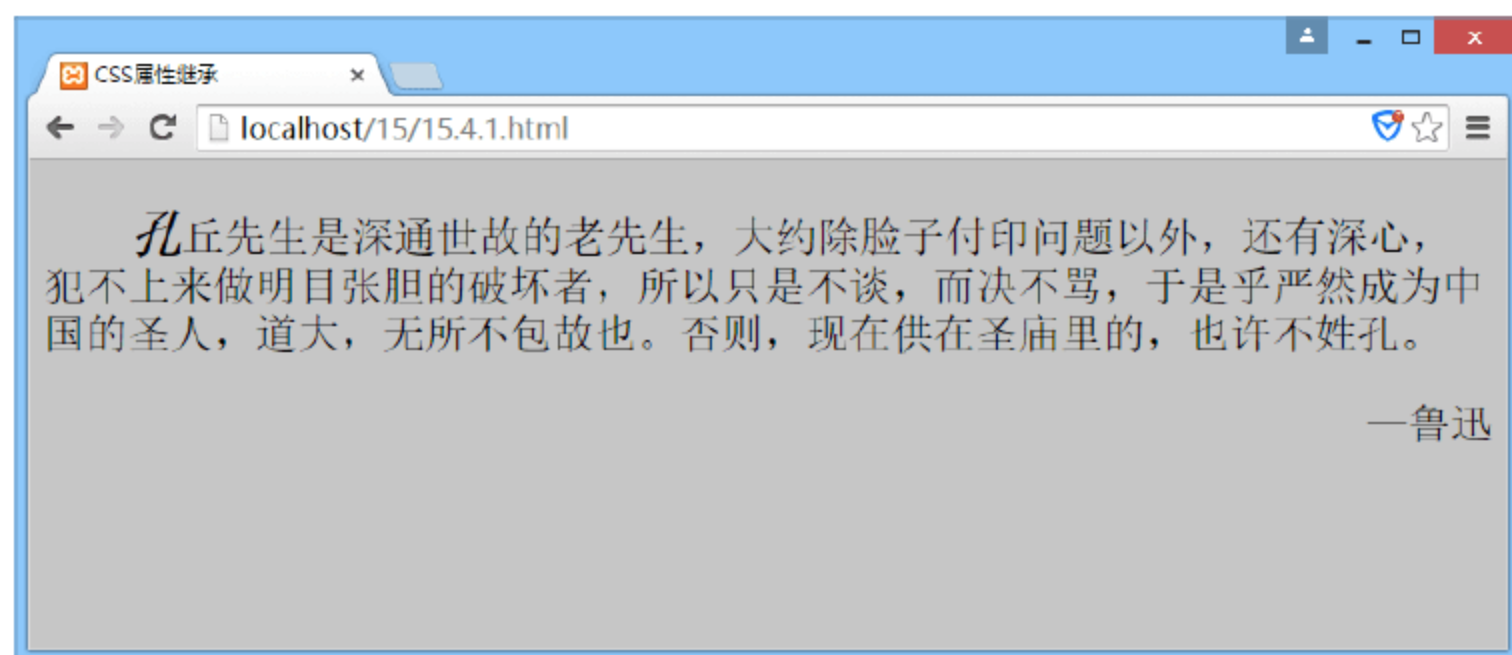 CSS属性继承
localhost/15/15.4.1.html
孔丘先生是深通世故的老先生，大约除脸子付印问题以外，还有深心，
犯不上来做明目张胆的破坏者，所以只是不谈，而决不骂，于是乎严然成为中
国的圣人，道大，无所不包故也。否则，现在供在圣庙里的，也许不姓孔。
—鲁迅